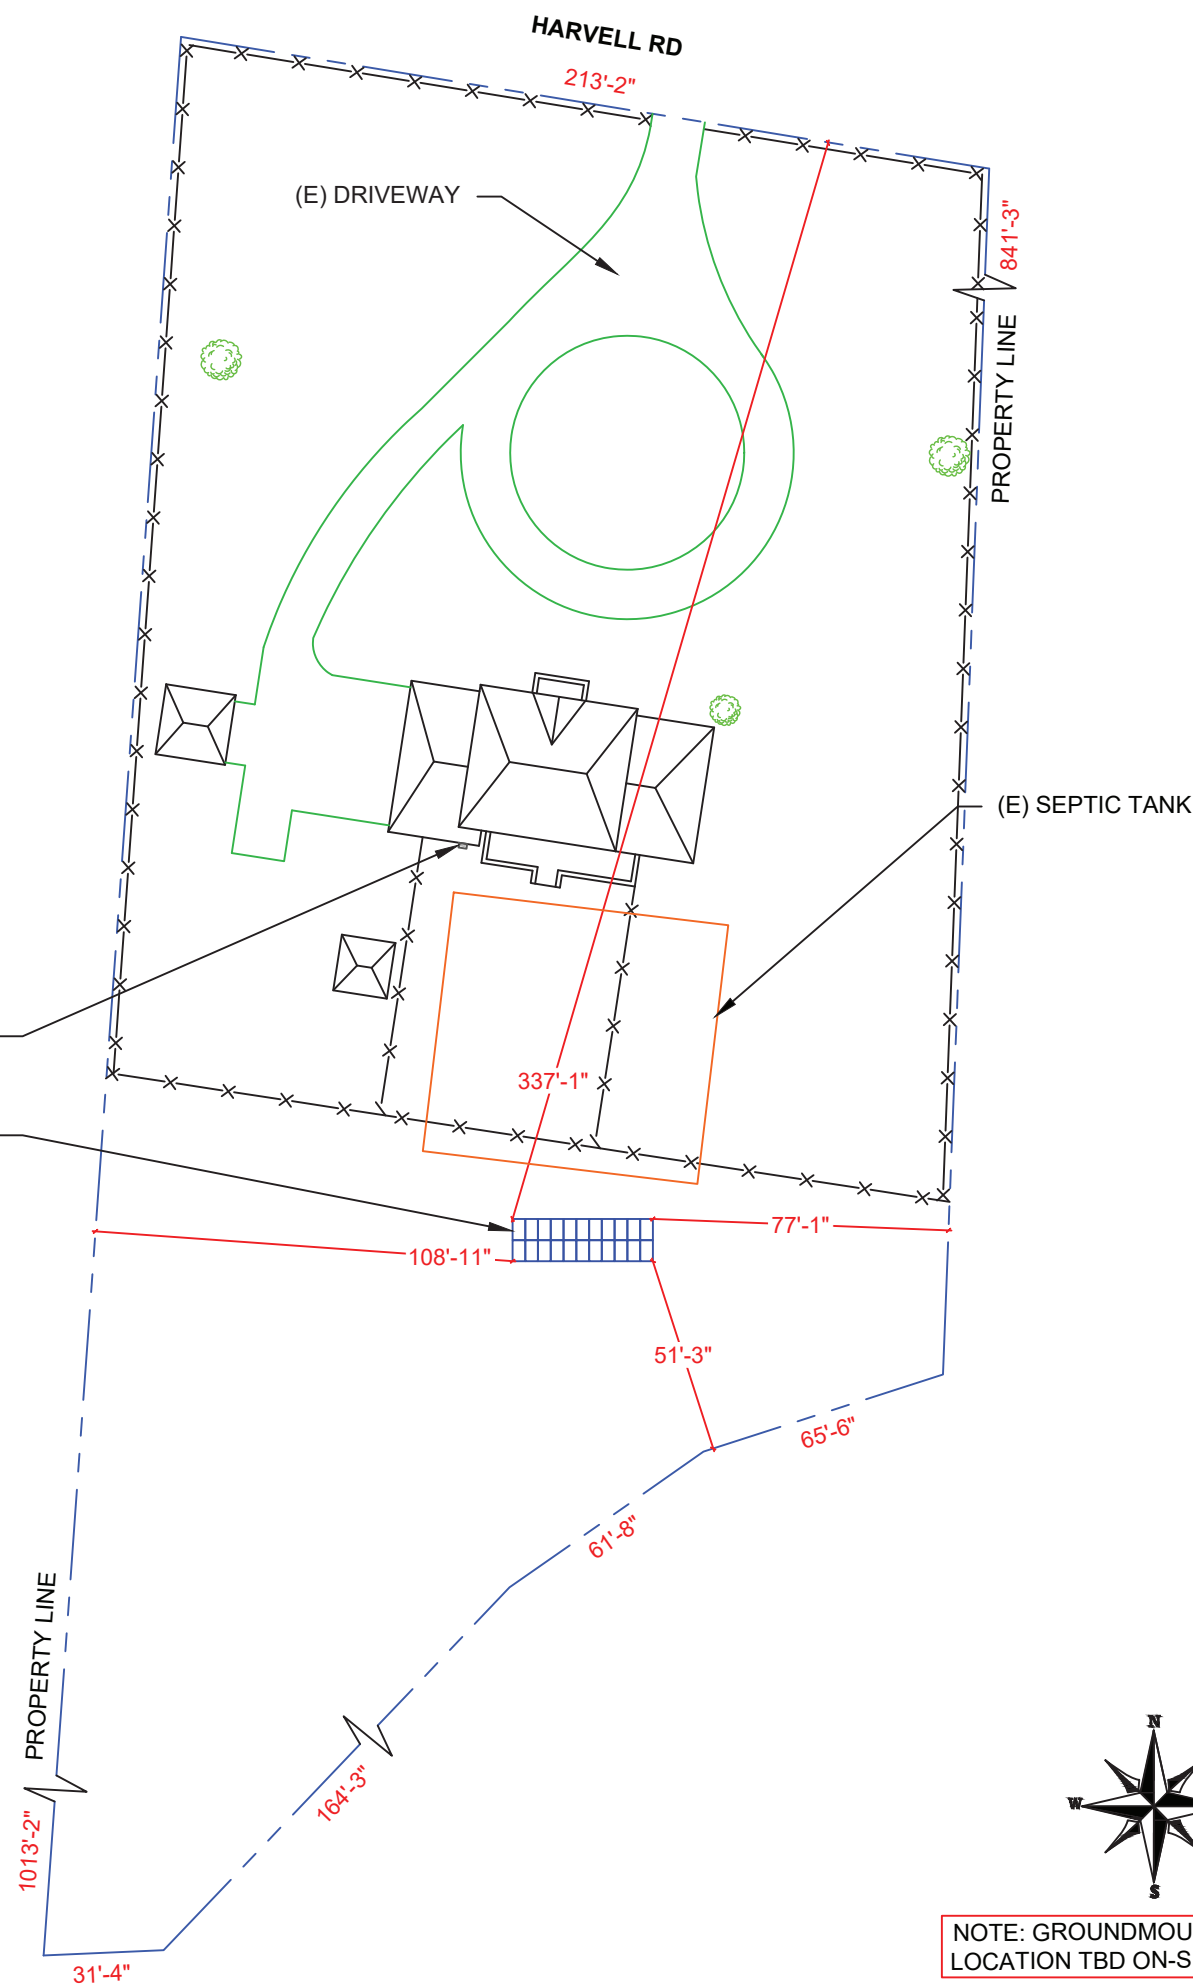 HARVELL RD
213'-2"
(E) DRIVEWAY
841'-3"
PROPERTY LINE
(E) SEPTIC TANK
337'-1"
77'-1"
108'-11"
51'-3"
65'-6"
61'-8"
PROPERTY LINE
164'-3"
1013'-2"
31'-4"
N
W
S
NOTE: GROUNDMOU
LOCATION TBD ON-S